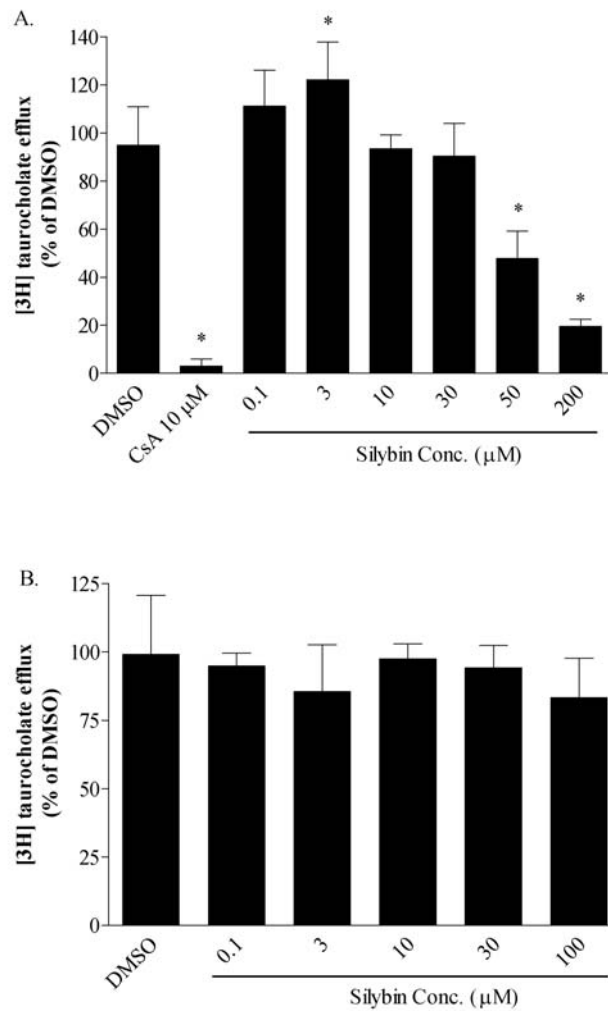 A.
[3H] taurocholate efflux
(% of DMSO)
140
120
100
80
60
40
20
0
*
*
*
*
DMSO
CsA 10 μM
0.1
3
10
30
50
200
Silybin Conc. (μM)
B.
[3H] taurocholate efflux
(% of DMSO)
125
100
75
50
25
0
DMSO
0.1
3
10
30
100
Silybin Conc. (μM)